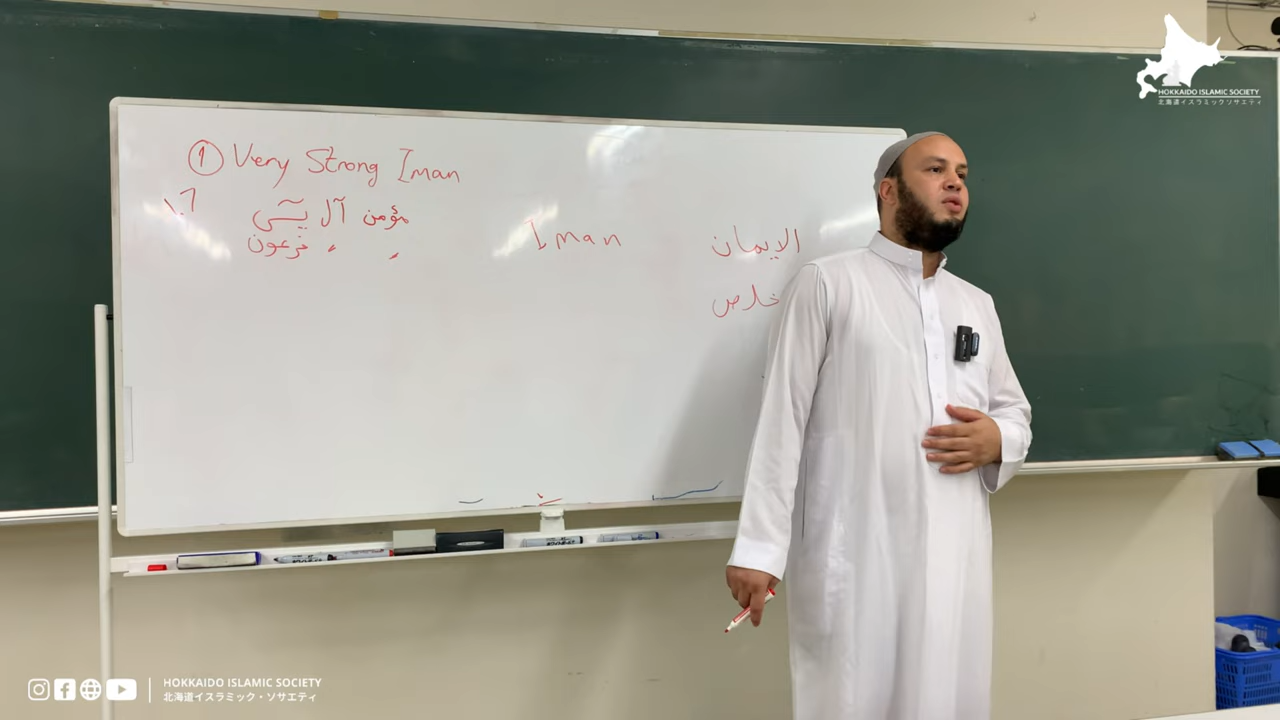 ① Very Strong Iman
مؤمن آل يـٓس
〃 〃 فرعون
Iman
الإيمان
خلاص
HOKKAIDO ISLAMIC SOCIETY
北海道イスラミックソサエティ
HOKKAIDO ISLAMIC SOCIETY
北海道イスラミック・ソサエティ